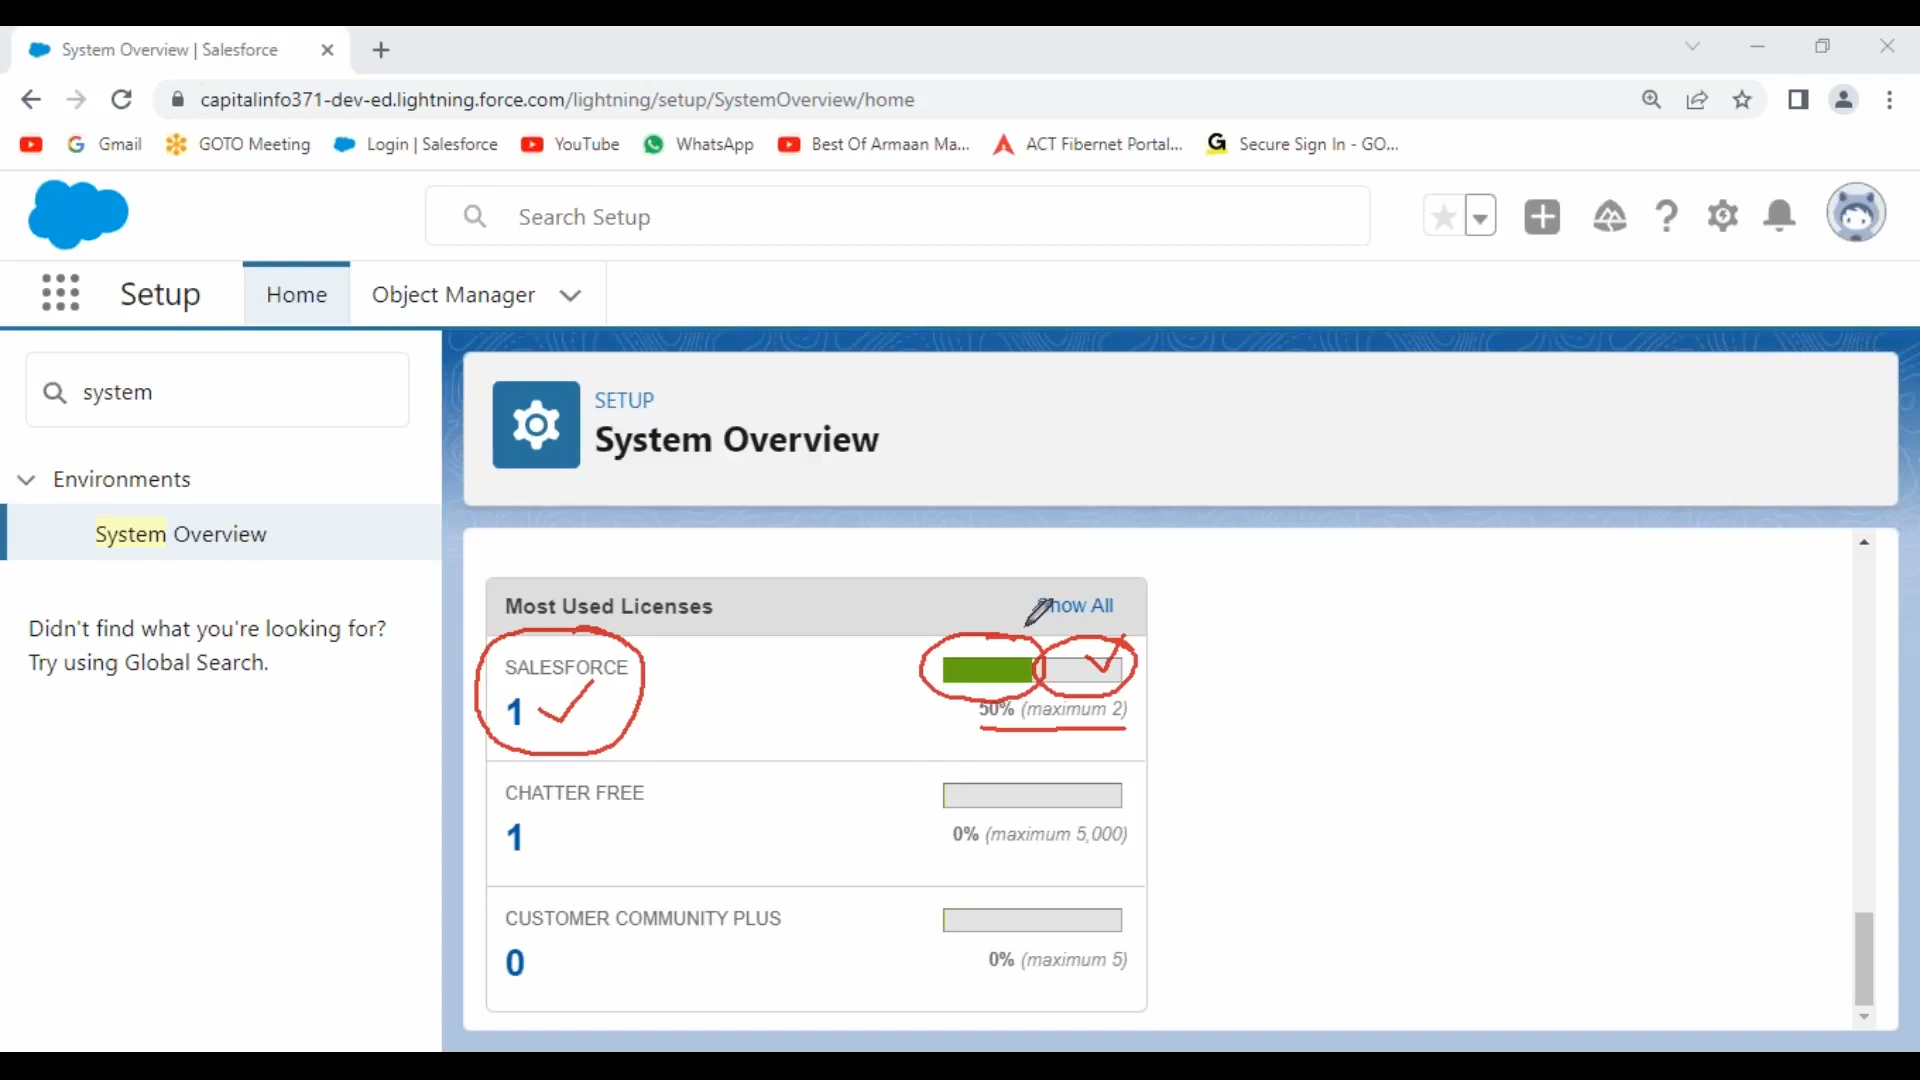 System Overview | Salesforce
capitalinfo371-dev-ed.lightning.force.com/lightning/setup/SystemOverview/home
Gmail GOTO Meeting Login | Salesforce YouTube WhatsApp Best Of Armaan Ma... ACT Fibernet Portal... Secure Sign In - GO...
Search Setup
Setup Home Object Manager
system
SETUP
System Overview
Environments
System Overview
Didn't find what you're looking for?
Try using Global Search.
Most Used Licenses Show All
SALESFORCE
1
50% (maximum 2)
CHATTER FREE
1
0% (maximum 5,000)
CUSTOMER COMMUNITY PLUS
0
0% (maximum 5)